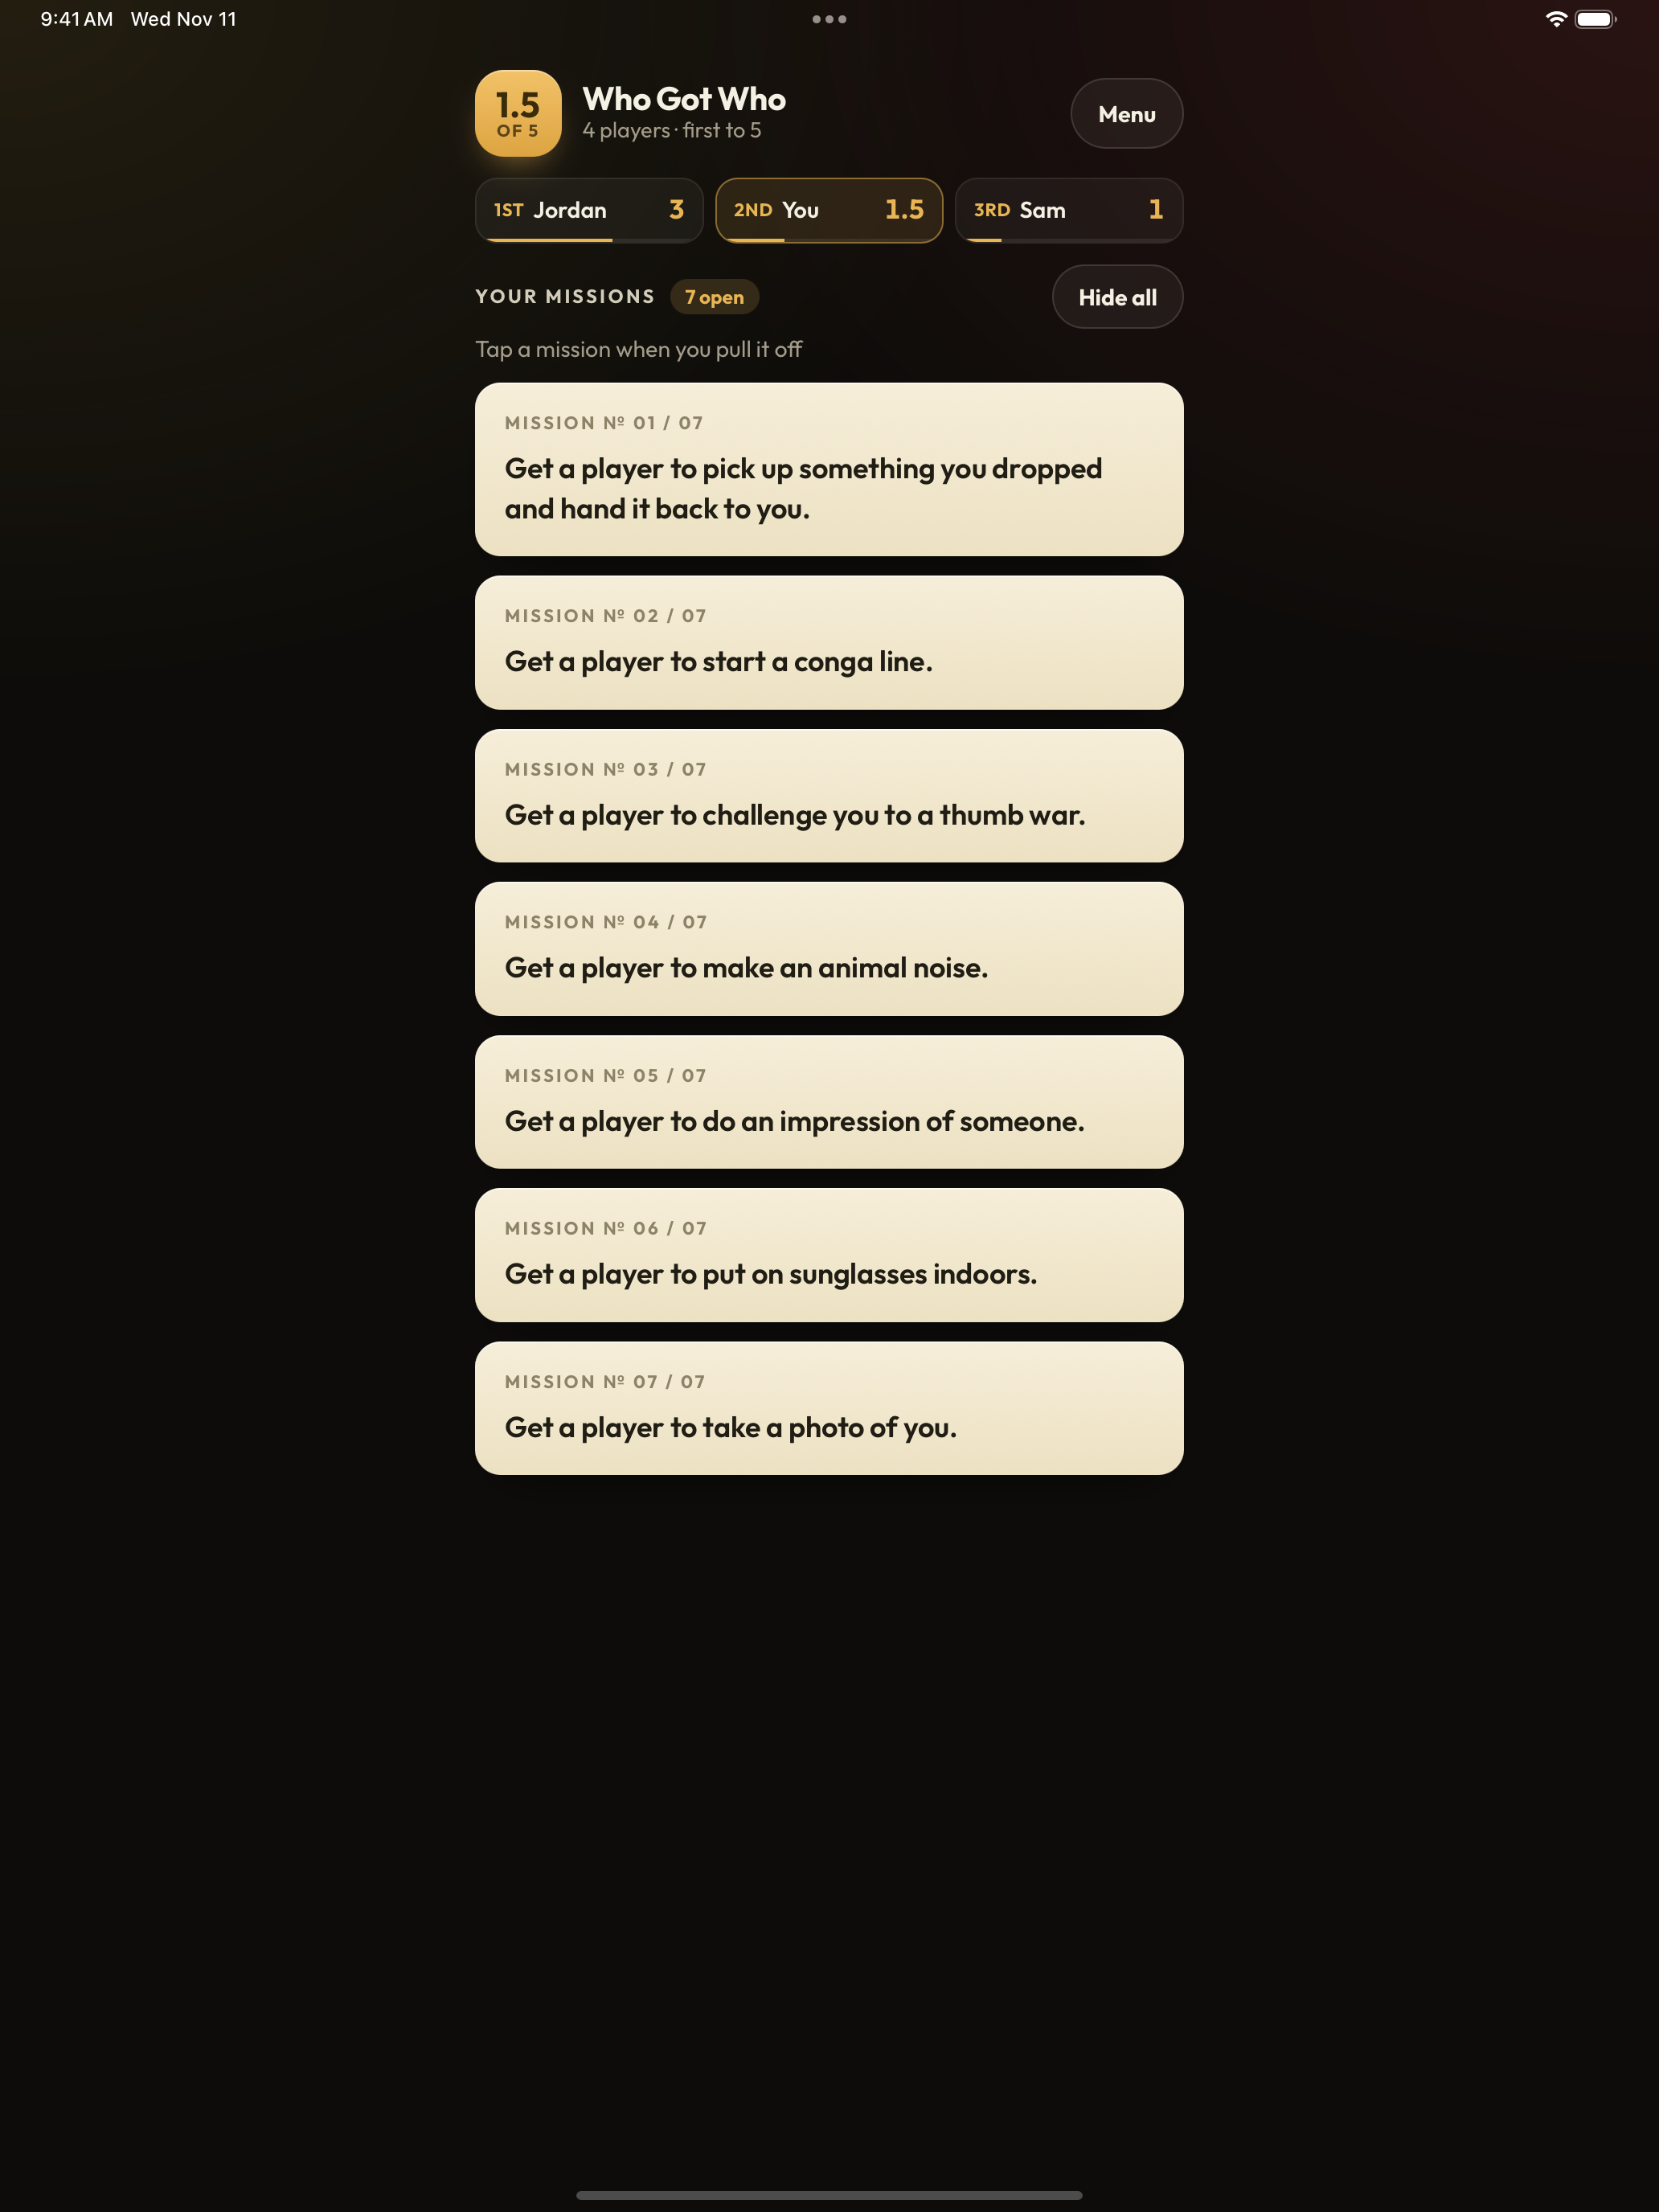 9:41 AM Wed Nov 11
1.5
OF 5
Who Got Who
4 players · first to 5
Menu
1ST Jordan 3
2ND You 1.5
3RD Sam 1
YOUR MISSIONS 7 open
Hide all
Tap a mission when you pull it off
MISSION Nº 01 / 07
Get a player to pick up something you dropped
and hand it back to you.
MISSION Nº 02 / 07
Get a player to start a conga line.
MISSION Nº 03 / 07
Get a player to challenge you to a thumb war.
MISSION Nº 04 / 07
Get a player to make an animal noise.
MISSION Nº 05 / 07
Get a player to do an impression of someone.
MISSION Nº 06 / 07
Get a player to put on sunglasses indoors.
MISSION Nº 07 / 07
Get a player to take a photo of you.